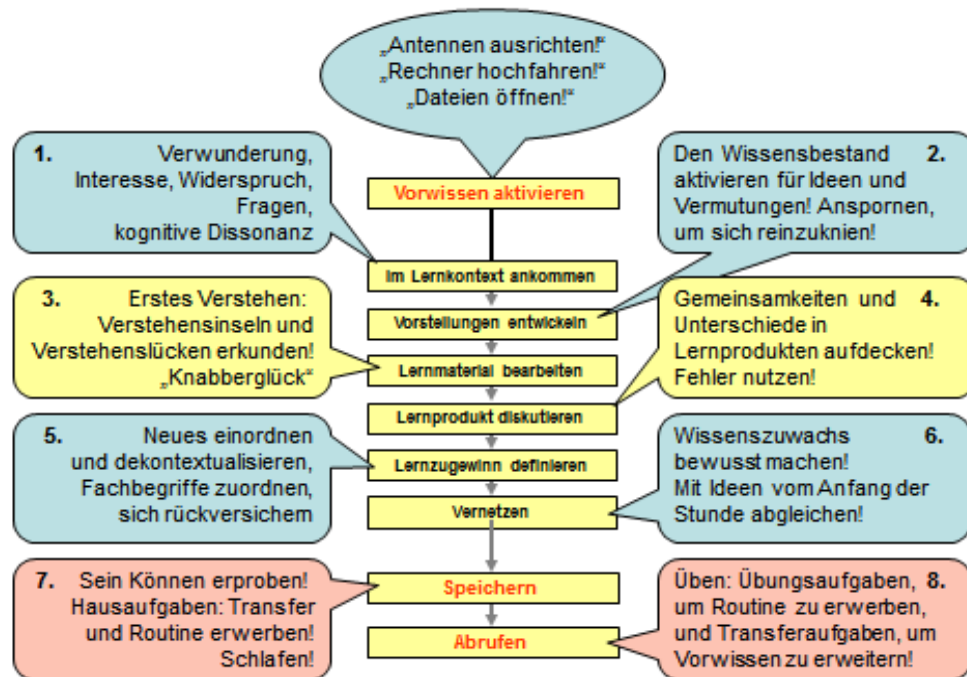 „Antennen ausrichten!“
„Rechner hochfahren!“
„Dateien öffnen!“
1. Verwunderung,
Interesse, Widerspruch,
Fragen,
kognitive Dissonanz
Den Wissensbestand 2.
aktivieren für Ideen und
Vermutungen! Anspornen,
um sich reinzuknien!
Vorwissen aktivieren
Im Lernkontext ankommen
3. Erstes Verstehen:
Verstehensinseln und
Verstehenslücken erkunden!
„Knabberglück“
Vorstellungen entwickeln
Lernmaterial bearbeiten
Gemeinsamkeiten und 4.
Unterschiede in
Lernprodukten aufdecken!
Fehler nutzen!
Lernprodukt diskutieren
5. Neues einordnen
und dekontextualisieren,
Fachbegriffe zuordnen,
sich rückversichern
Lernzugewinn definieren
Vernetzen
Wissenszuwachs 6.
bewusst machen!
Mit Ideen vom Anfang der
Stunde abgleichen!
7. Sein Können erproben!
Hausaufgaben: Transfer
und Routine erwerben!
Schlafen!
Speichern
Abrufen
Üben: Übungsaufgaben, 8.
um Routine zu erwerben,
und Transferaufgaben, um
Vorwissen zu erweitern!